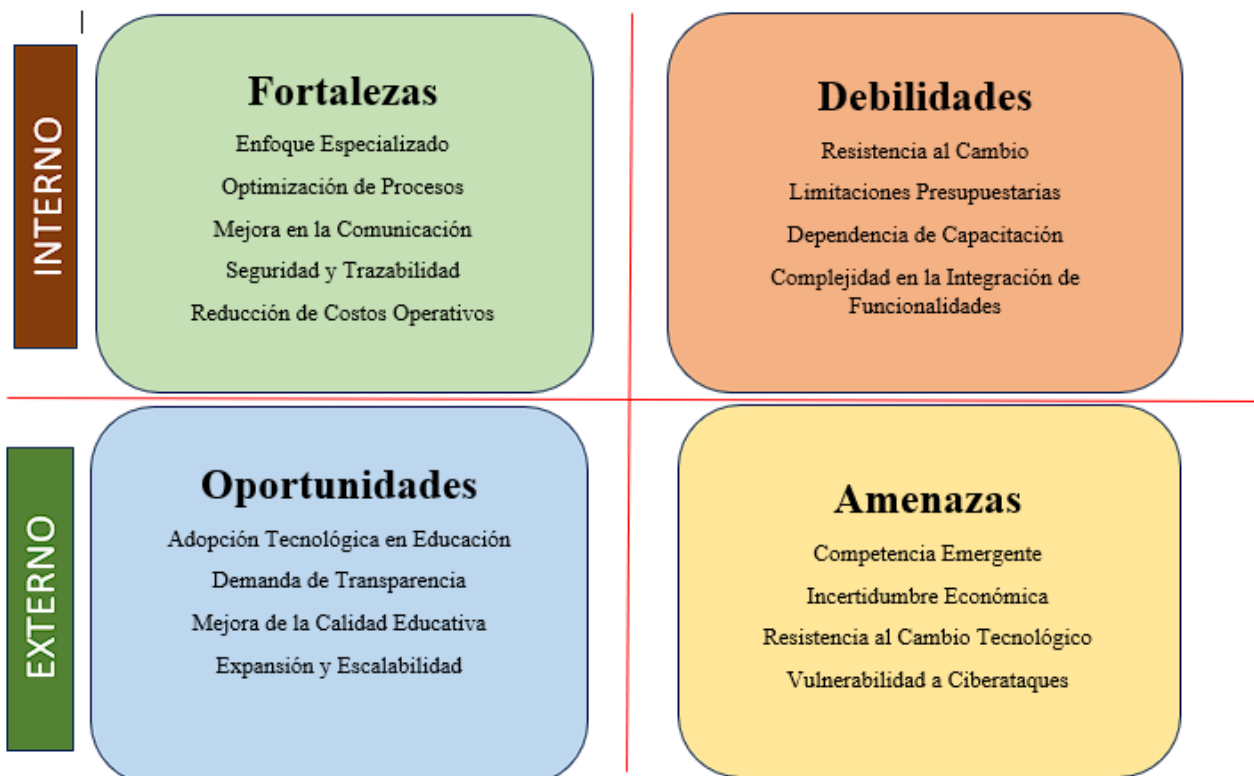 INTERNO
Fortalezas
Enfoque Especializado
Optimización de Procesos
Mejora en la Comunicación
Seguridad y Trazabilidad
Reducción de Costos Operativos
Debilidades
Resistencia al Cambio
Limitaciones Presupuestarias
Dependencia de Capacitación
Complejidad en la Integración de
Funcionalidades
EXTERNO
Oportunidades
Adopción Tecnológica en Educación
Demanda de Transparencia
Mejora de la Calidad Educativa
Expansión y Escalabilidad
Amenazas
Competencia Emergente
Incertidumbre Económica
Resistencia al Cambio Tecnológico
Vulnerabilidad a Ciberataques